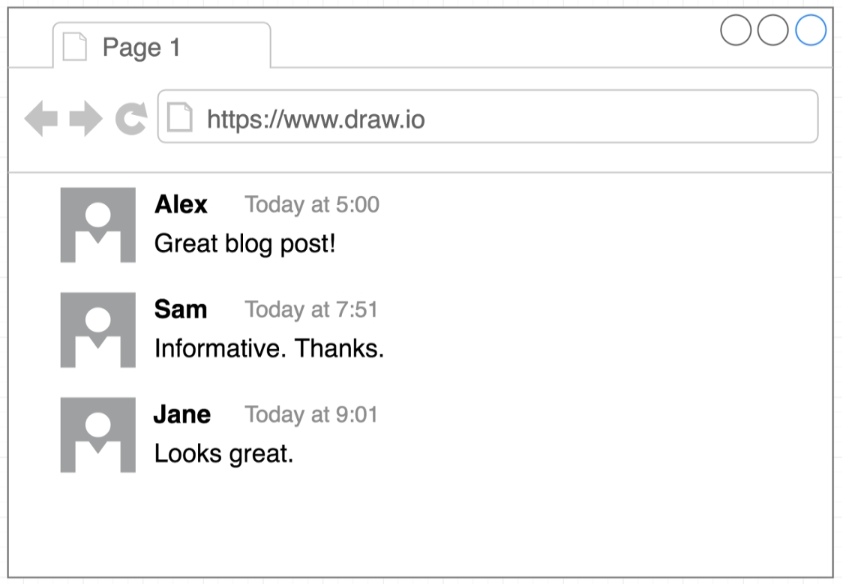 Page 1
https://www.draw.io
Alex Today at 5:00
Great blog post!
Sam Today at 7:51
Informative. Thanks.
Jane Today at 9:01
Looks great.